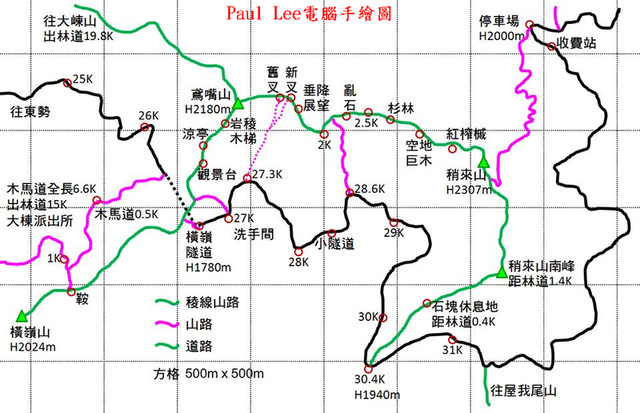 Paul Lee電腦手繪圖
往大崠山
出林道19.8K
停車場
H2000m
收費站
25K
鳶嘴山
H2180m
舊
叉
新
叉
垂降
展望
亂
石
2.5K
杉林
往東勢
26K
涼亭
岩稜
木梯
2K
空地
巨木
紅榨槭
觀景台
27.3K
稍來山
H2307m
木馬道全長6.6K
出林道15K
大棟派出所
木馬道0.5K
28.6K
27K
洗手間
橫嶺
隧道
H1780m
小隧道
29K
28K
1K
稍來山南峰
距林道1.4K
鞍
橫嶺山
H2024m
稜線山路
山路
道路
30K
石塊休息地
距林道0.4K
31K
方格 500m x 500m
30.4K
H1940m
往屋我尾山